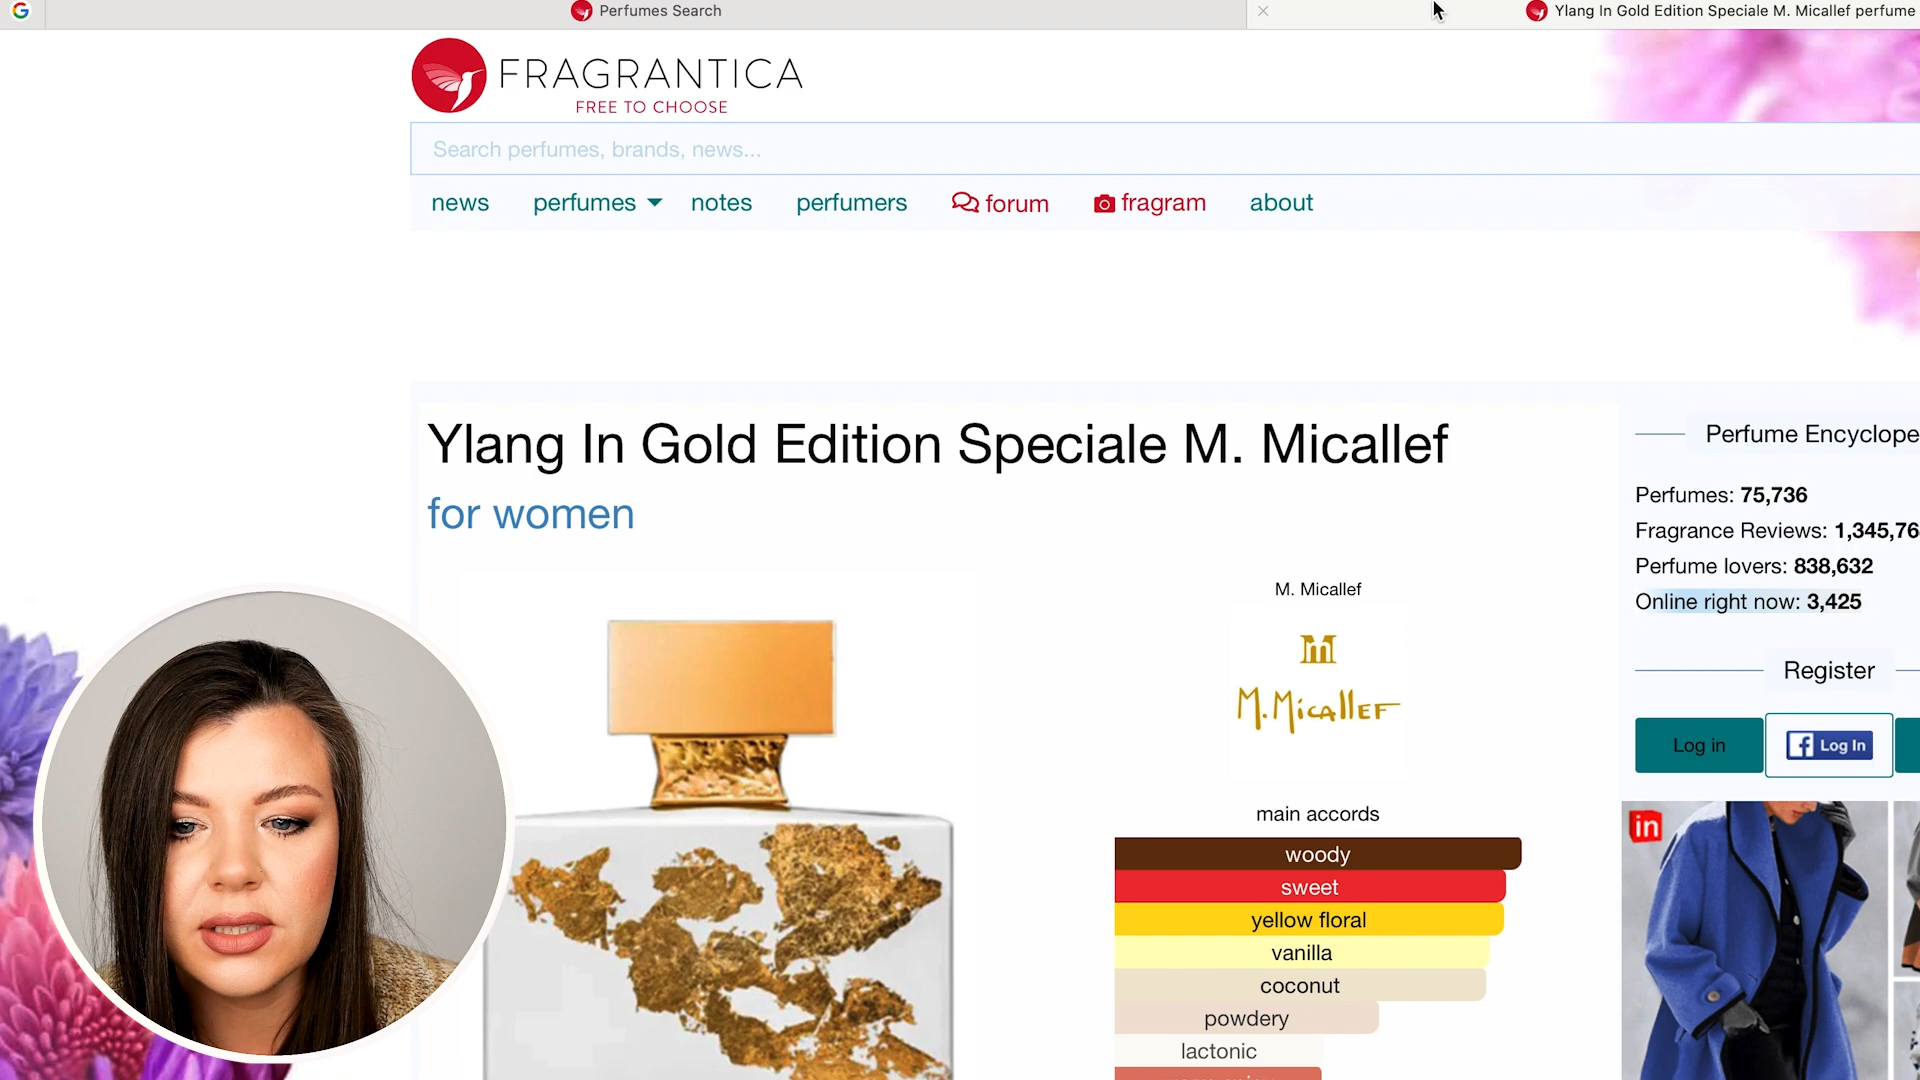 Perfumes Search
Ylang In Gold Edition Speciale M. Micallef perfume
FRAGRANTICA
FREE TO CHOOSE
Search perfumes, brands, news...
news perfumes notes perfumers forum fragram about
Ylang In Gold Edition Speciale M. Micallef
for women
M. Micallef
M. Micallef
main accords
woody
sweet
yellow floral
vanilla
coconut
powdery
lactonic
Perfume Encyclope
Perfumes: 75,736
Fragrance Reviews: 1,345,76
Perfume lovers: 838,632
Online right now: 3,425
Register
Log in
Log In
in